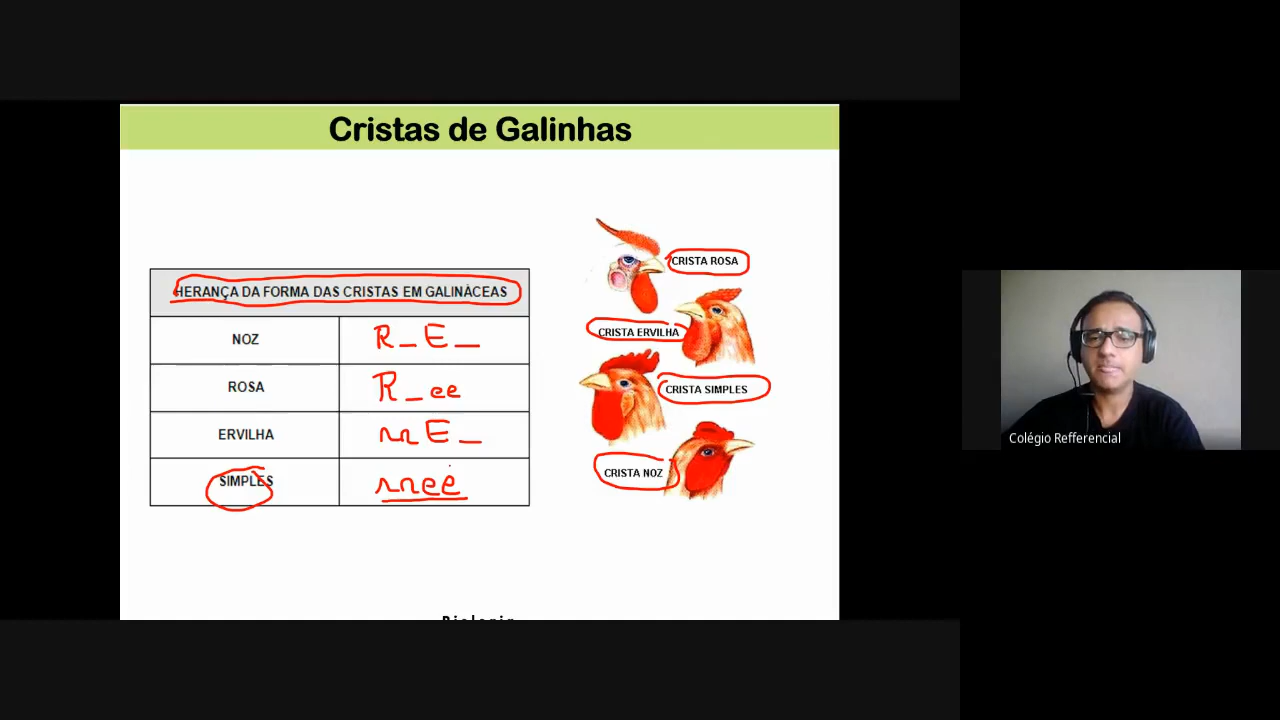 Cristas de Galinhas
HERANÇA DA FORMA DAS CRISTAS EM GALINÁCEAS
NOZ R_E_
ROSA R_ee
ERVILHA rrE_
SIMPLES rree
CRISTA ROSA
CRISTA ERVILHA
CRISTA SIMPLES
CRISTA NOZ
Colégio Refferencial